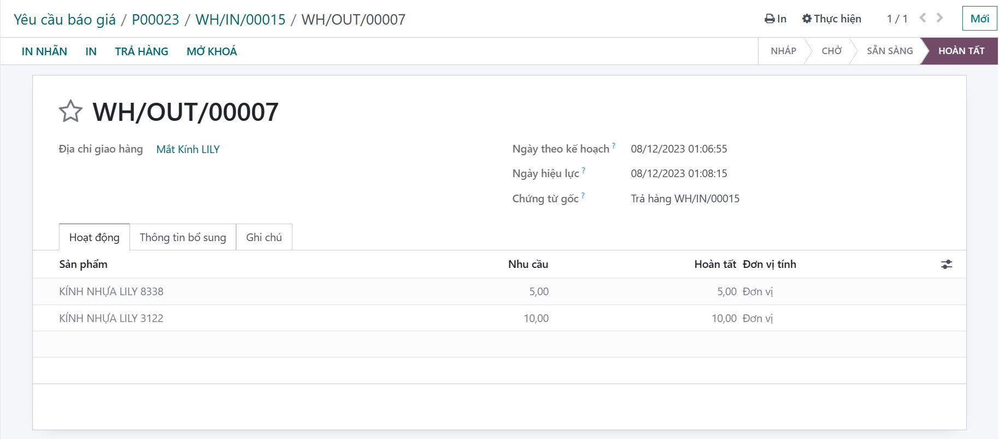 Yêu cầu báo giá / P00023 / WH/IN/00015 / WH/OUT/00007 In Thực hiện 1 / 1 Mới
IN NHÃN IN TRẢ HÀNG MỞ KHOÁ NHÁP CHỜ SẴN SÀNG HOÀN TẤT
WH/OUT/00007
Địa chỉ giao hàng Mắt Kính LILY Ngày theo kế hoạch ? 08/12/2023 01:06:55
Ngày hiệu lực ? 08/12/2023 01:08:15
Chứng từ gốc ? Trả hàng WH/IN/00015
Hoạt động Thông tin bổ sung Ghi chú
Sản phẩm Nhu cầu Hoàn tất Đơn vị tính
KÍNH NHỰA LILY 8338 5,00 5,00 Đơn vị
KÍNH NHỰA LILY 3122 10,00 10,00 Đơn vị